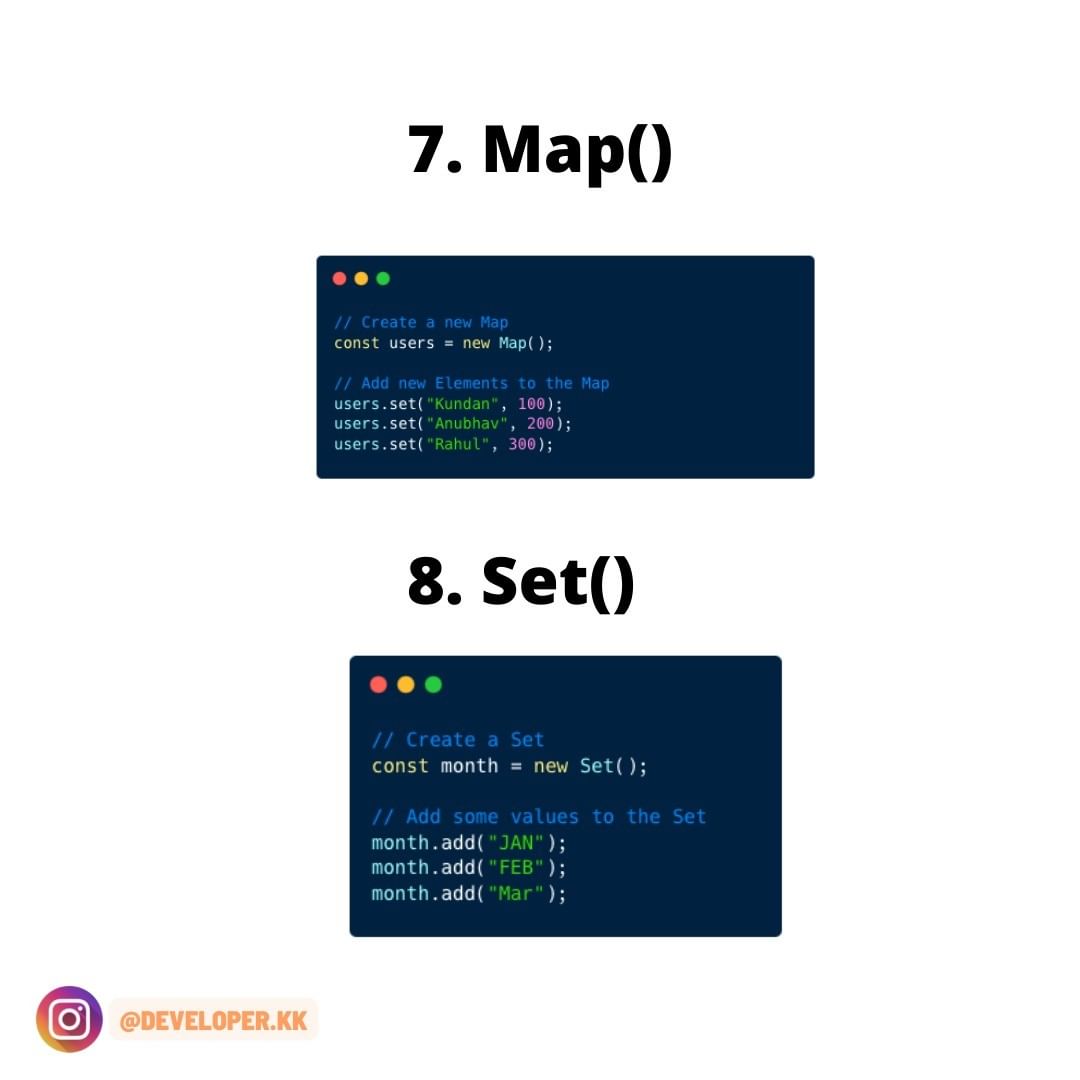 7. Map()
// Create a new Map
const users = new Map();
// Add new Elements to the Map
users.set("Kundan", 100);
users.set("Anubhav", 200);
users.set("Rahul", 300);
8. Set()
// Create a Set
const month = new Set();
// Add some values to the Set
month.add("JAN");
month.add("FEB");
month.add("Mar");
@DEVELOPER.KK